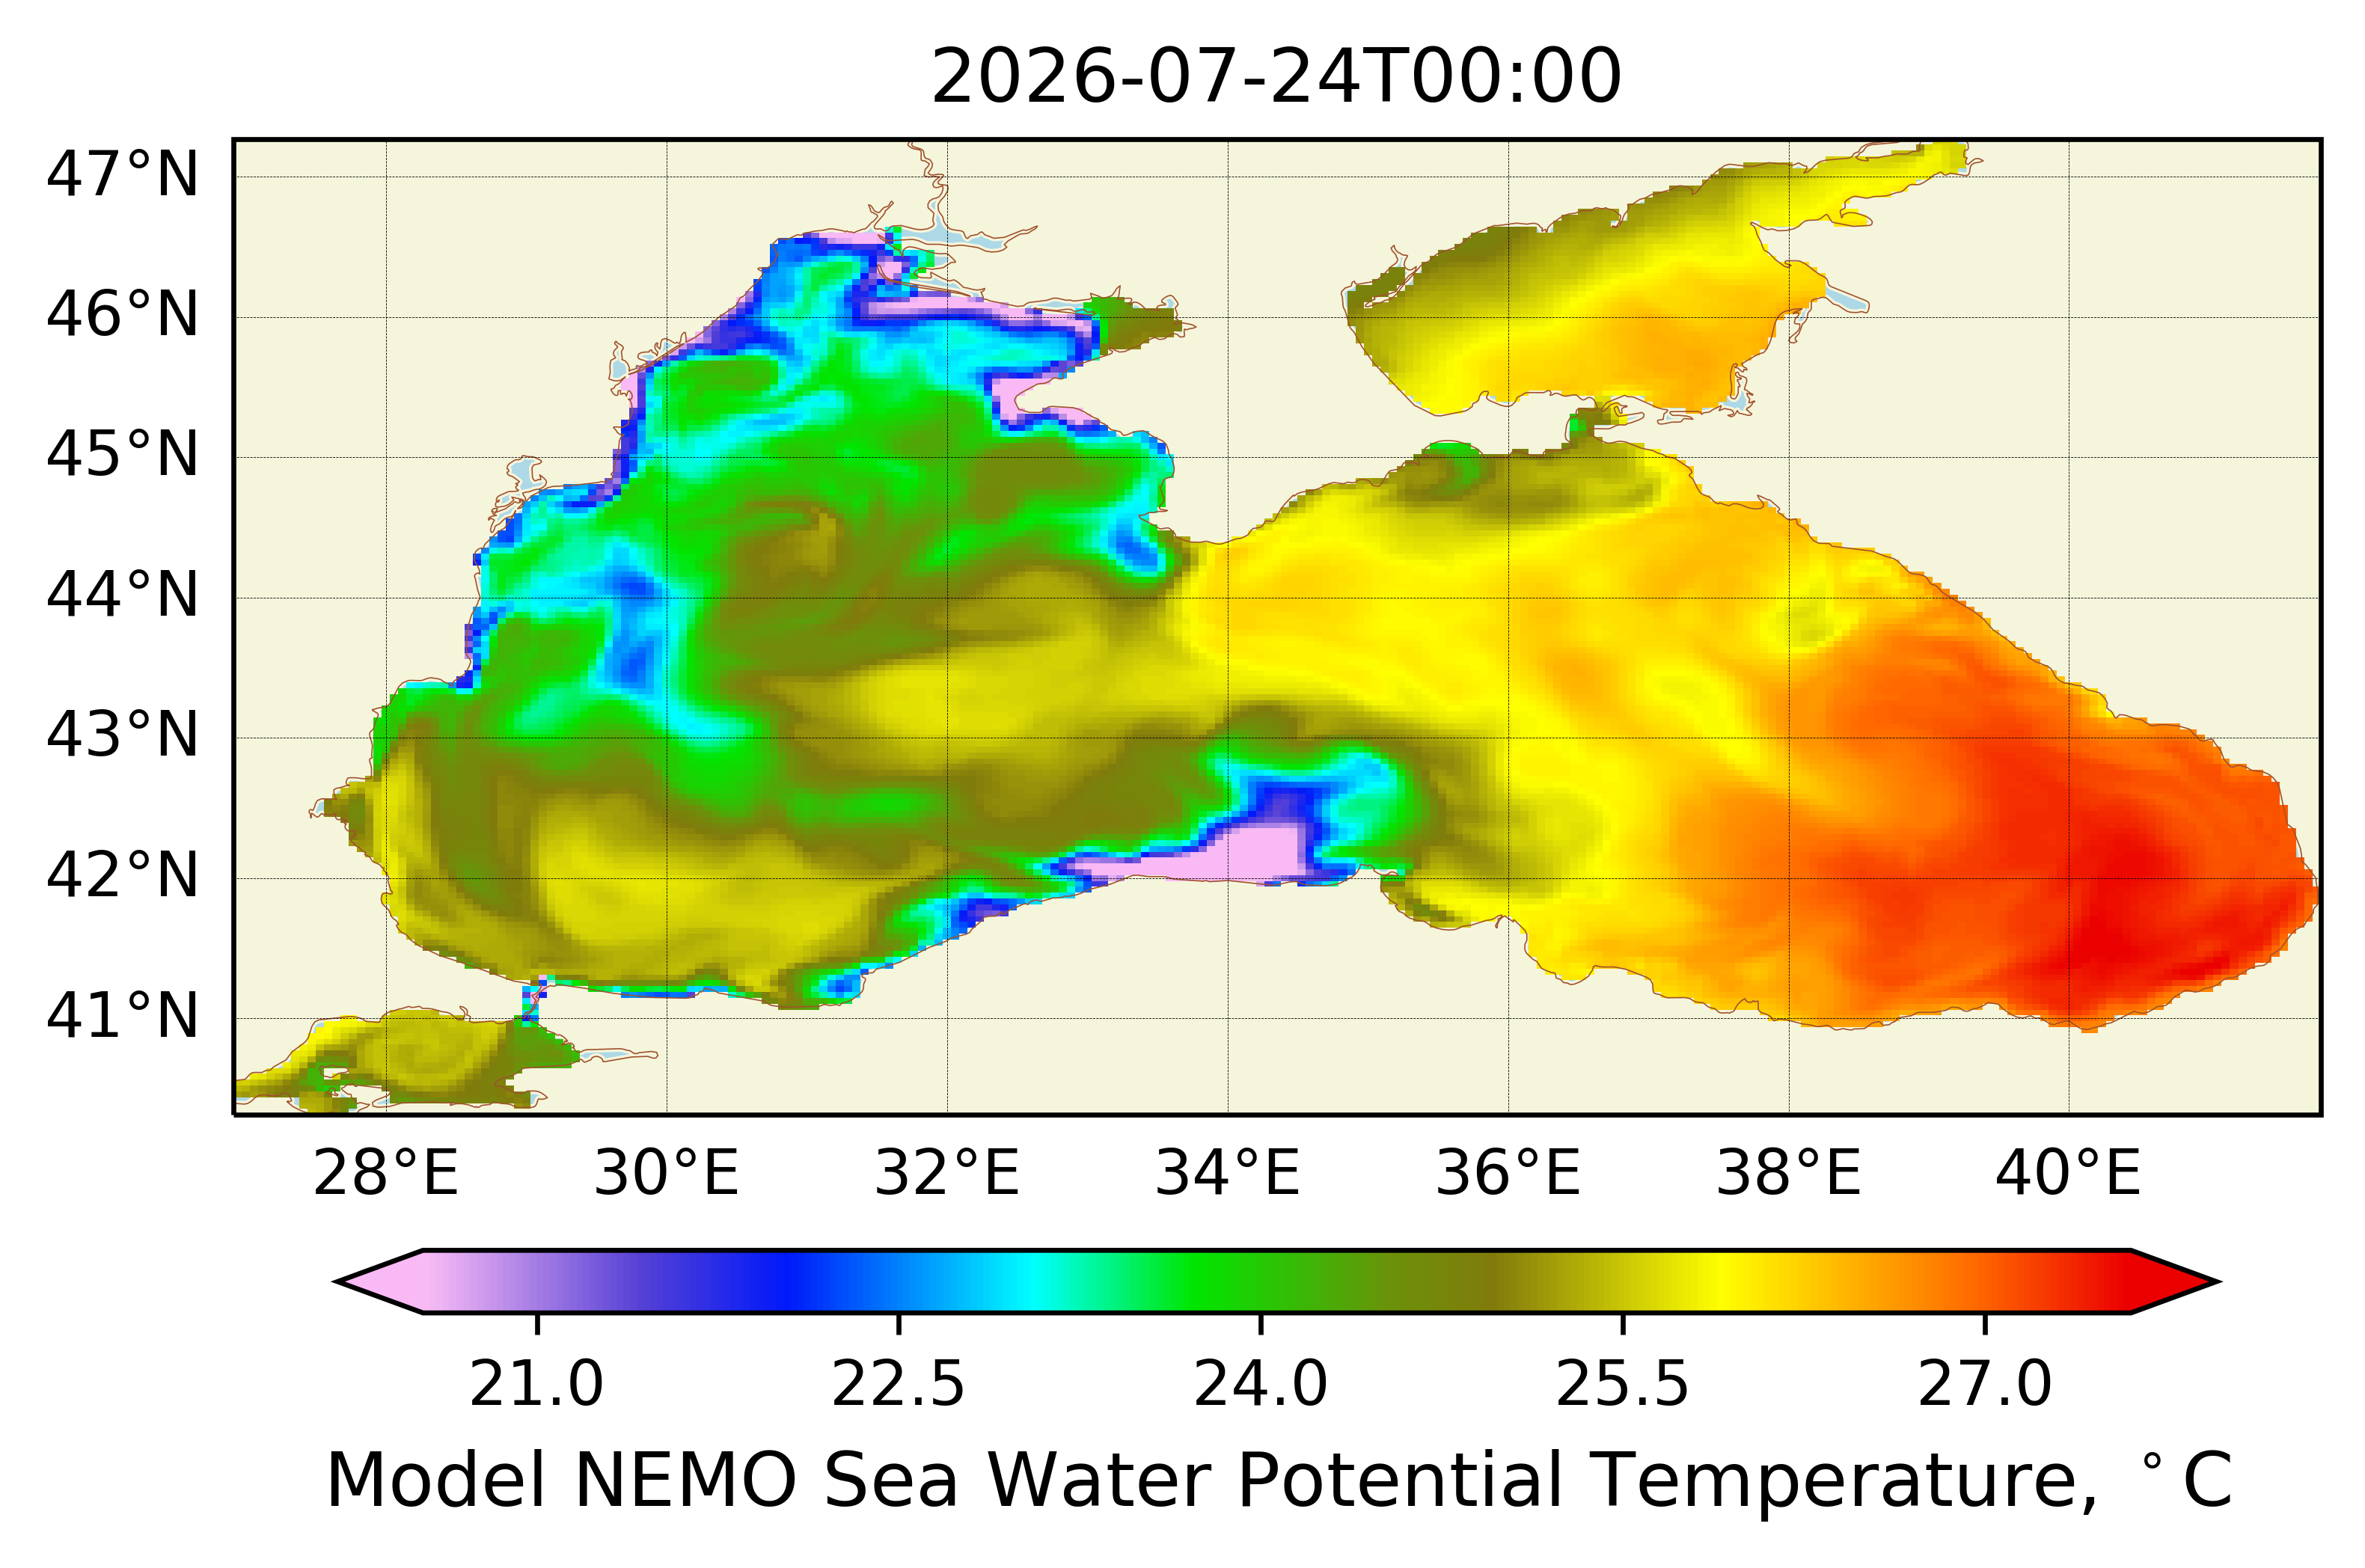 2026-07-24T00:00
47°N
46°N
45°N
44°N
43°N
42°N
41°N
28°E 30°E 32°E 34°E 36°E 38°E 40°E
21.0 22.5 24.0 25.5 27.0
Model NEMO Sea Water Potential Temperature, °C